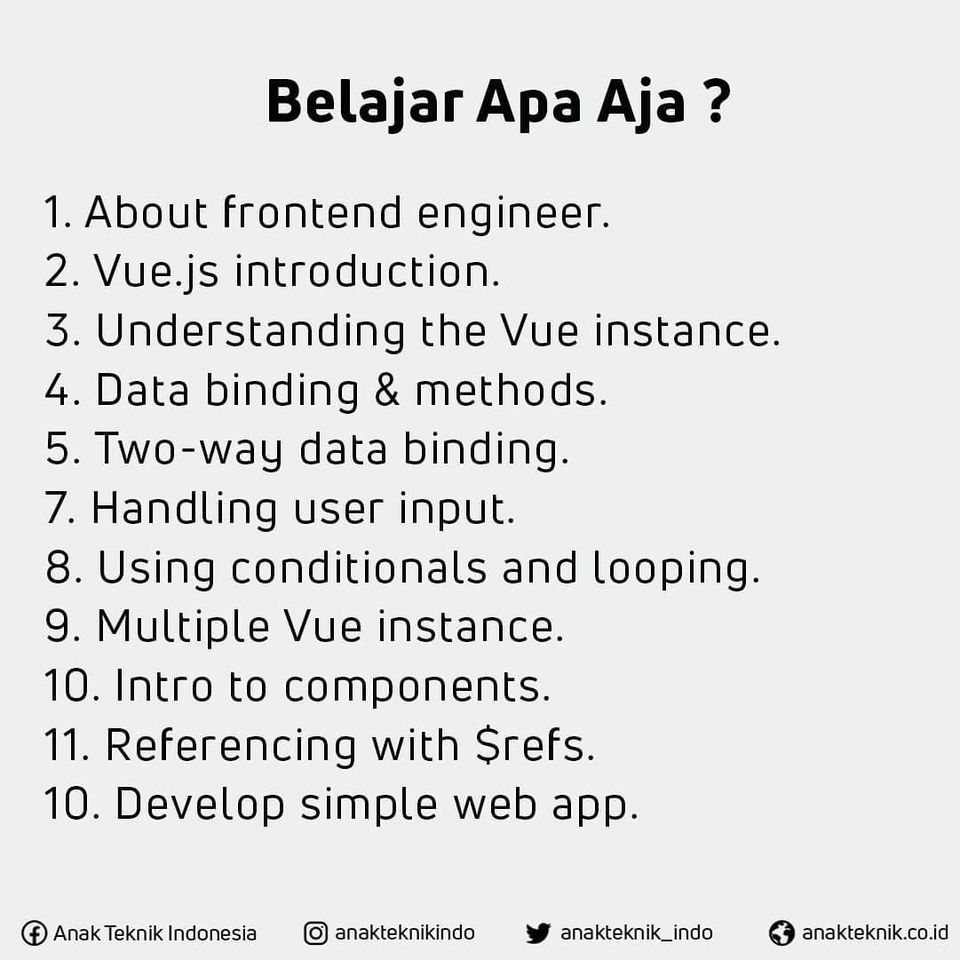 Belajar Apa Aja ?
1. About frontend engineer.
2. Vue.js introduction.
3. Understanding the Vue instance.
4. Data binding & methods.
5. Two-way data binding.
7. Handling user input.
8. Using conditionals and looping.
9. Multiple Vue instance.
10. Intro to components.
11. Referencing with $refs.
10. Develop simple web app.
Anak Teknik Indonesia anakteknikindo anakteknik_indo anakteknik.co.id